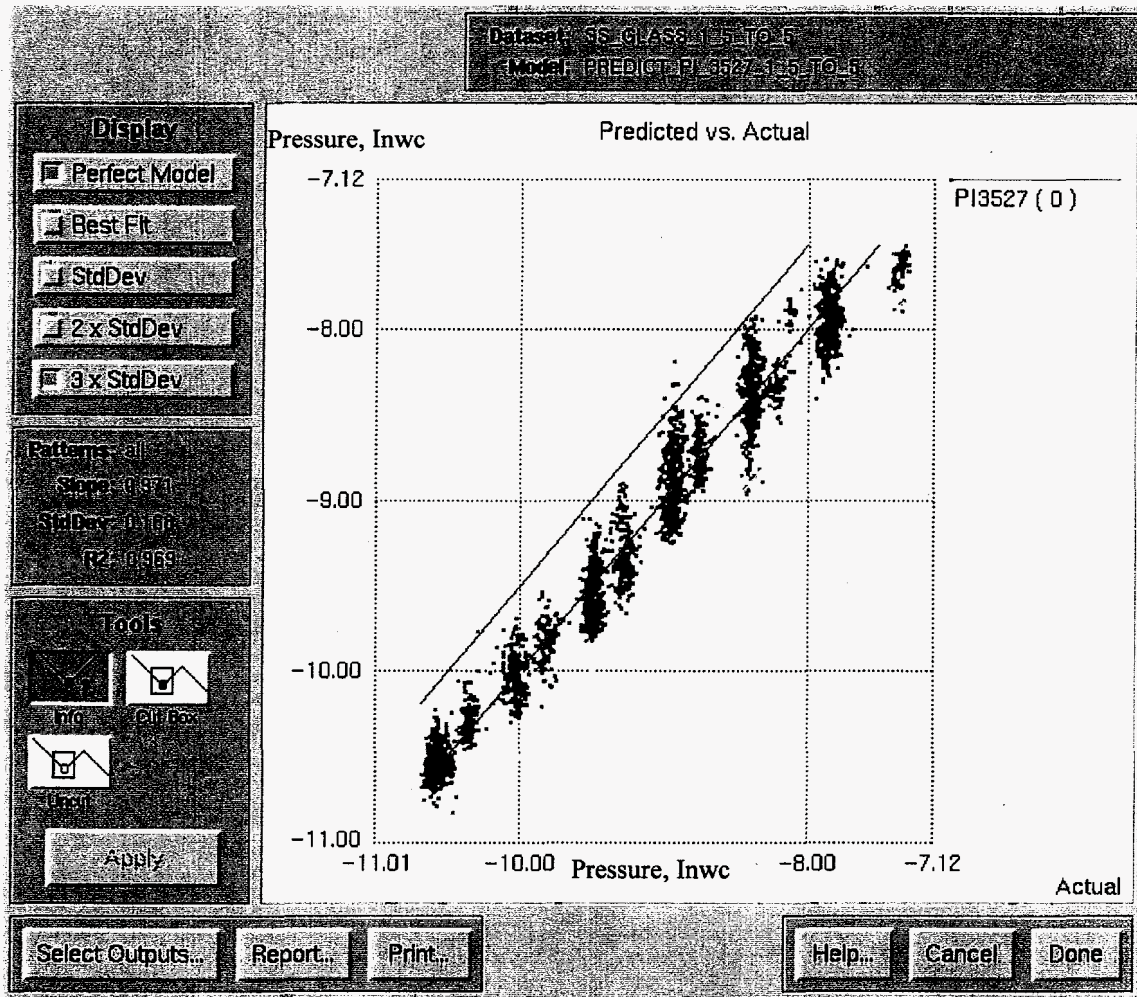 Dataset: 3S_GLASS_1_5_TO_5
Model: PREDICT_PI_3527_1_5_TO_5
Display
Perfect Model
Best Fit
StdDev
2 x StdDev
3 x StdDev
Patterns: all
Slope: 0.971
StdDev:
R2: 0.969
Tools
Info
Cut Box
Uncut
Apply
Pressure, Inwc
Predicted vs. Actual
-7.12
PI3527 ( 0 )
-8.00
-9.00
-10.00
-11.00
-11.01
-10.00
Pressure, Inwc
-8.00
-7.12
Actual
Select Outputs...
Report...
Print...
Help...
Cancel
Done